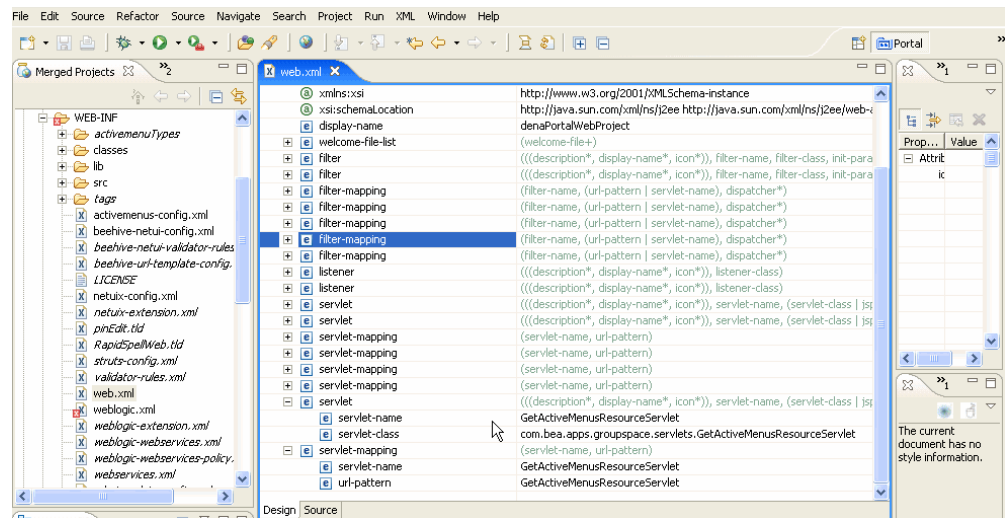 File Edit Source Refactor Source Navigate Search Project Run XML Window Help
Portal
Merged Projects
2
WEB-INF
activemenuTypes
classes
lib
src
tags
activemenus-config.xml
beehive-netui-config.xml
beehive-netui-validator-rules
beehive-url-template-config.
LICENSE
netuix-config.xml
netuix-extension.xml
pinEdit.tld
RapidSpellWeb.tld
struts-config.xml
validator-rules.xml
web.xml
weblogic.xml
weblogic-extension.xml
weblogic-webservices.xml
weblogic-webservices-policy.
webservices.xml
web.xml
xmlns:xsi http://www.w3.org/2001/XMLSchema-instance
xsi:schemaLocation http://java.sun.com/xml/ns/j2ee http://java.sun.com/xml/ns/j2ee/web-a
display-name denaPortalWebProject
welcome-file-list (welcome-file+)
filter (((description*, display-name*, icon*)), filter-name, filter-class, init-para
filter (((description*, display-name*, icon*)), filter-name, filter-class, init-para
filter-mapping (filter-name, (url-pattern | servlet-name), dispatcher*)
filter-mapping (filter-name, (url-pattern | servlet-name), dispatcher*)
filter-mapping (filter-name, (url-pattern | servlet-name), dispatcher*)
filter-mapping (filter-name, (url-pattern | servlet-name), dispatcher*)
filter-mapping (filter-name, (url-pattern | servlet-name), dispatcher*)
listener (((description*, display-name*, icon*)), listener-class)
listener (((description*, display-name*, icon*)), listener-class)
servlet (((description*, display-name*, icon*)), servlet-name, (servlet-class | jsp
servlet (((description*, display-name*, icon*)), servlet-name, (servlet-class | jsp
servlet-mapping (servlet-name, url-pattern)
servlet-mapping (servlet-name, url-pattern)
servlet-mapping (servlet-name, url-pattern)
servlet-mapping (servlet-name, url-pattern)
servlet (((description*, display-name*, icon*)), servlet-name, (servlet-class | jsp
servlet-name GetActiveMenusResourceServlet
servlet-class com.bea.apps.groupspace.servlets.GetActiveMenusResourceServlet
servlet-mapping (servlet-name, url-pattern)
servlet-name GetActiveMenusResourceServlet
url-pattern GetActiveMenusResourceServlet
Design Source
1
Prop... Value
Attrit
ic
1
The current
document has no
style information.